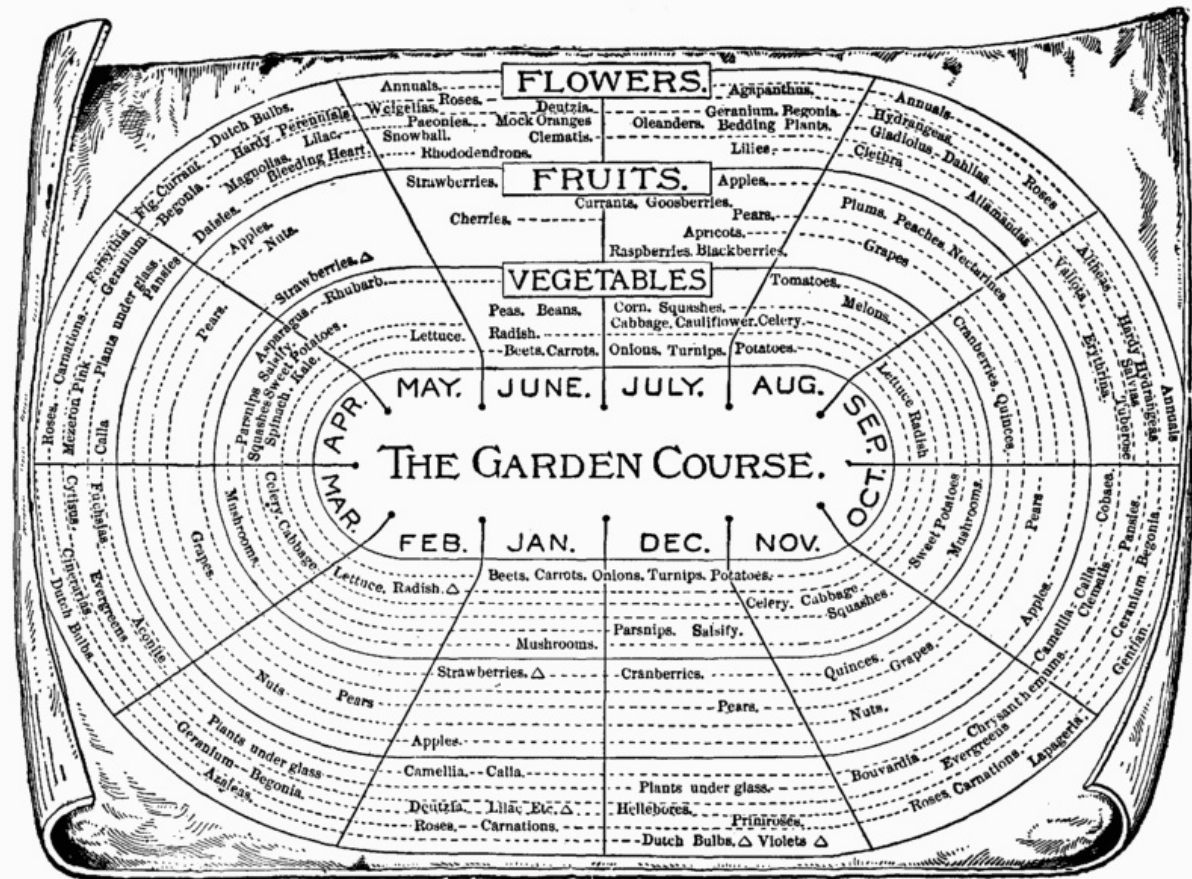 FLOWERS.
Annuals.
Roses.
Weigelias.
Deutzia.
Paeonies.
Mock Oranges
Snowball.
Clematis.
Rhododendrons.
Agapanthus.
Geranium. Begonia.
Oleanders. Bedding Plants.
Lilies.
Annuals
Hydrangeas.
Gladiolus - Dahlias.
Roses
Clethra
Allamandas
Dutch Bulbs.
Hardy Perennials.
Magnolias. Lilac.
Bleeding Heart.
Daisies.
FRUITS.
Strawberries.
Apples.
Currants, Goosberries.
Cherries.
Pears.
Apricots.
Raspberries. Blackberries.
Plums. Peaches. Nectarines.
Grapes
Apples.
Nuts.
VEGETABLES
Strawberries. △
Rhubarb.
Tomatoes.
Peas. Beans.
Corn. Squashes.
Melons.
Lettuce.
Radish.
Cabbage. Cauliflower. Celery.
Beets. Carrots.
Onions. Turnips.
Potatoes.
Fig. Currant.
Geranium - Begonia
Forsythia
Roses. Carnations.
Mezeron Pink
Plants under glass
Pansies
Calla
Pears.
Asparagus.
Parsnips Salsify.
Squashes Sweet Potatoes
Spinach. Kale.
Lettuce Radish
Cranberries. Quinces.
Altheas
Vallota
Erithrina.
Hardy Hydrangeas
Salvias
Tuberose
Annuals
MAY.
JUNE.
JULY.
AUG.
APR.
SEP.
THE GARDEN COURSE.
MAR.
OCT.
FEB.
JAN.
DEC.
NOV.
Celery. Cabbage.
Mushrooms.
Grapes.
Fuchsias
Cytisus. Cinerarias
Dutch Bulbs.
Evergreens
Aconite
Lettuce. Radish. △
Beets. Carrots. Onions. Turnips. Potatoes.
Celery. Cabbage.
Squashes.
Parsnips. Salsify.
Mushrooms.
Sweet Potatoes
Mushrooms.
Pears
Apples.
Cobaes.
Camellia - Calla.
Clematis - Pansies.
Geranium Begonia.
Gentian.
Chrysanthemums.
Strawberries. △
Cranberries.
Quinces - Grapes.
Nuts
Pears
Pears.
Nuts.
Apples.
Plants under glass
Geranium - Begonia.
Azaleas.
Camellia. Calla.
Plants under glass.
Deutzia. Lilac Etc. △
Hellebores.
Roses. Carnations.
Primroses.
Dutch Bulbs. △ Violets △
Bouvardia
Evergreens
Roses. Carnations.
Lapageria.